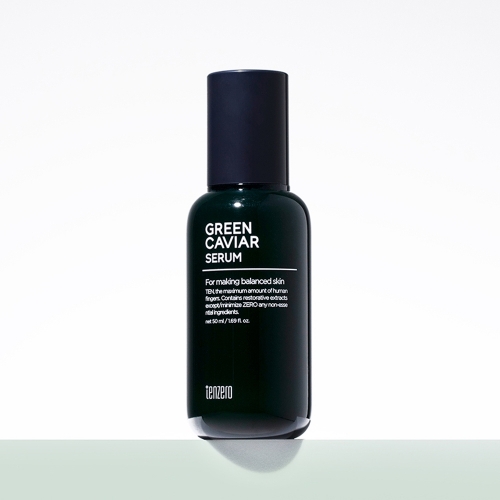 GREEN
CAVIAR
SERUM
For making balanced skin
TEN, the maximum amount of human
fingers. Contains restorative extracts
except/minimize ZERO any non-esse
ntial ingredients.
net 50 ml / 1.69 fl. oz.
tenzero